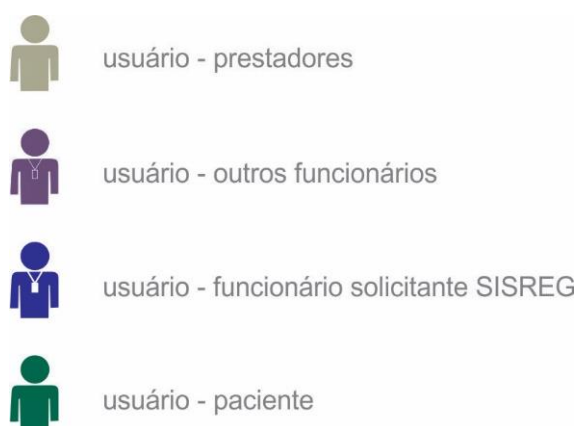 usuário - prestadores
usuário - outros funcionários
usuário - funcionário solicitante SISREG
usuário - paciente